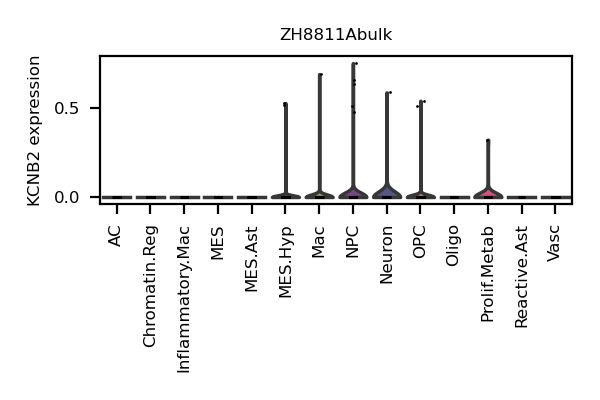 ZH8811Abulk
KCNB2 expression
0.5
0.0
AC
Chromatin.Reg
Inflammatory.Mac
MES
MES.Ast
MES.Hyp
Mac
NPC
Neuron
OPC
Oligo
Prolif.Metab
Reactive.Ast
Vasc